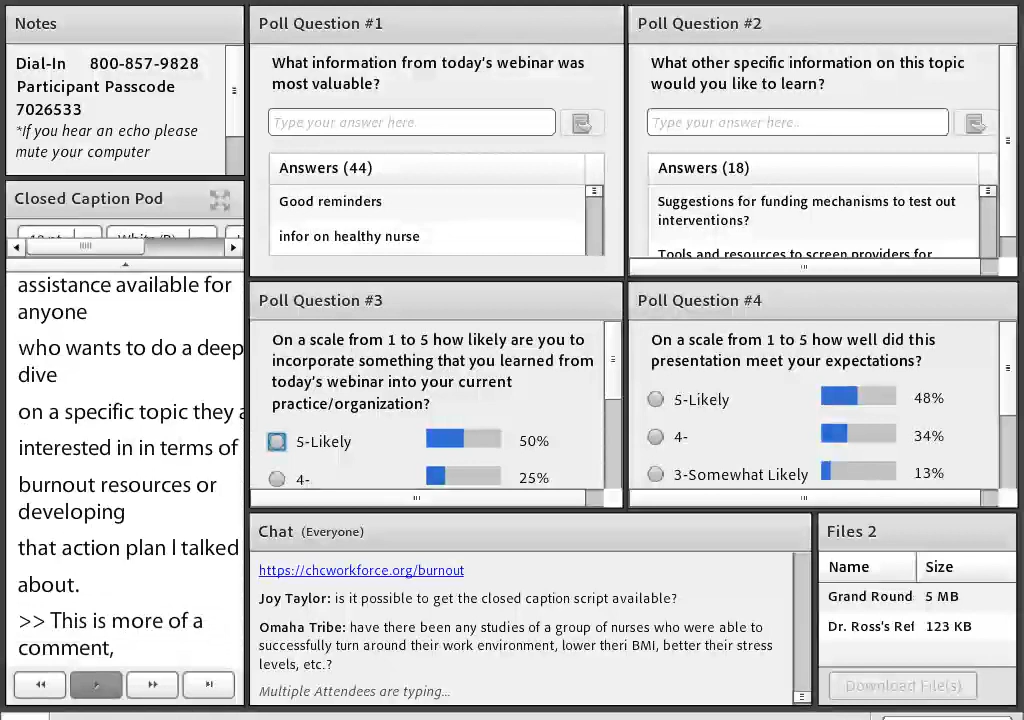 Notes
Dial-In 800-857-9828
Participant Passcode
7026533
*If you hear an echo please
mute your computer
Closed Caption Pod
assistance available for
anyone
who wants to do a deep
dive
on a specific topic they a
interested in in terms of
burnout resources or
developing
that action plan I talked
about.
>> This is more of a
comment,
Poll Question #1
What information from today's webinar was
most valuable?
Type your answer here.
Answers (44)
Good reminders
infor on healthy nurse
Poll Question #2
What other specific information on this topic
would you like to learn?
Type your answer here..
Answers (18)
Suggestions for funding mechanisms to test out
interventions?
Tools and resources to screen providers for
Poll Question #3
On a scale from 1 to 5 how likely are you to
incorporate something that you learned from
today's webinar into your current
practice/organization?
5-Likely 50%
4- 25%
Poll Question #4
On a scale from 1 to 5 how well did this
presentation meet your expectations?
5-Likely 48%
4- 34%
3-Somewhat Likely 13%
Chat (Everyone)
https://chcworkforce.org/burnout
Joy Taylor: is it possible to get the closed caption script available?
Omaha Tribe: have there been any studies of a group of nurses who were able to
successfully turn around their work environment, lower theri BMI, better their stress
levels, etc.?
Multiple Attendees are typing...
Files 2
Name Size
Grand Round 5 MB
Dr. Ross's Ref 123 KB
Download File(s)